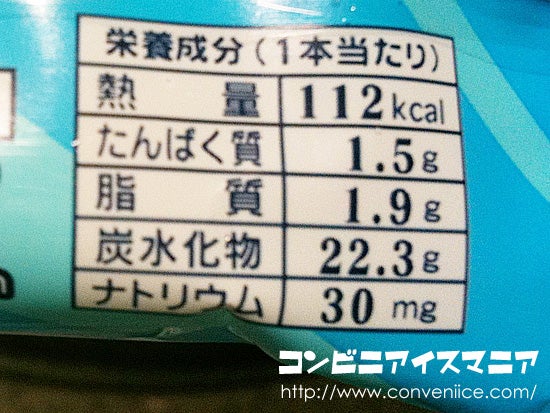 栄養成分(1本当たり)
熱量 112kcal
たんぱく質 1.5g
脂質 1.9g
炭水化物 22.3g
ナトリウム 30mg
コンビニアイスマニア
http://www.conveniice.com/